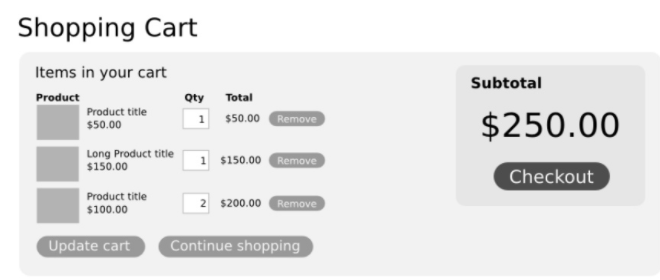 Shopping Cart
Items in your cart
Product Qty Total
Product title
$50.00
1 $50.00 Remove
Long Product title
$150.00
1 $150.00 Remove
Product title
$100.00
2 $200.00 Remove
Update cart Continue shopping
Subtotal
$250.00
Checkout